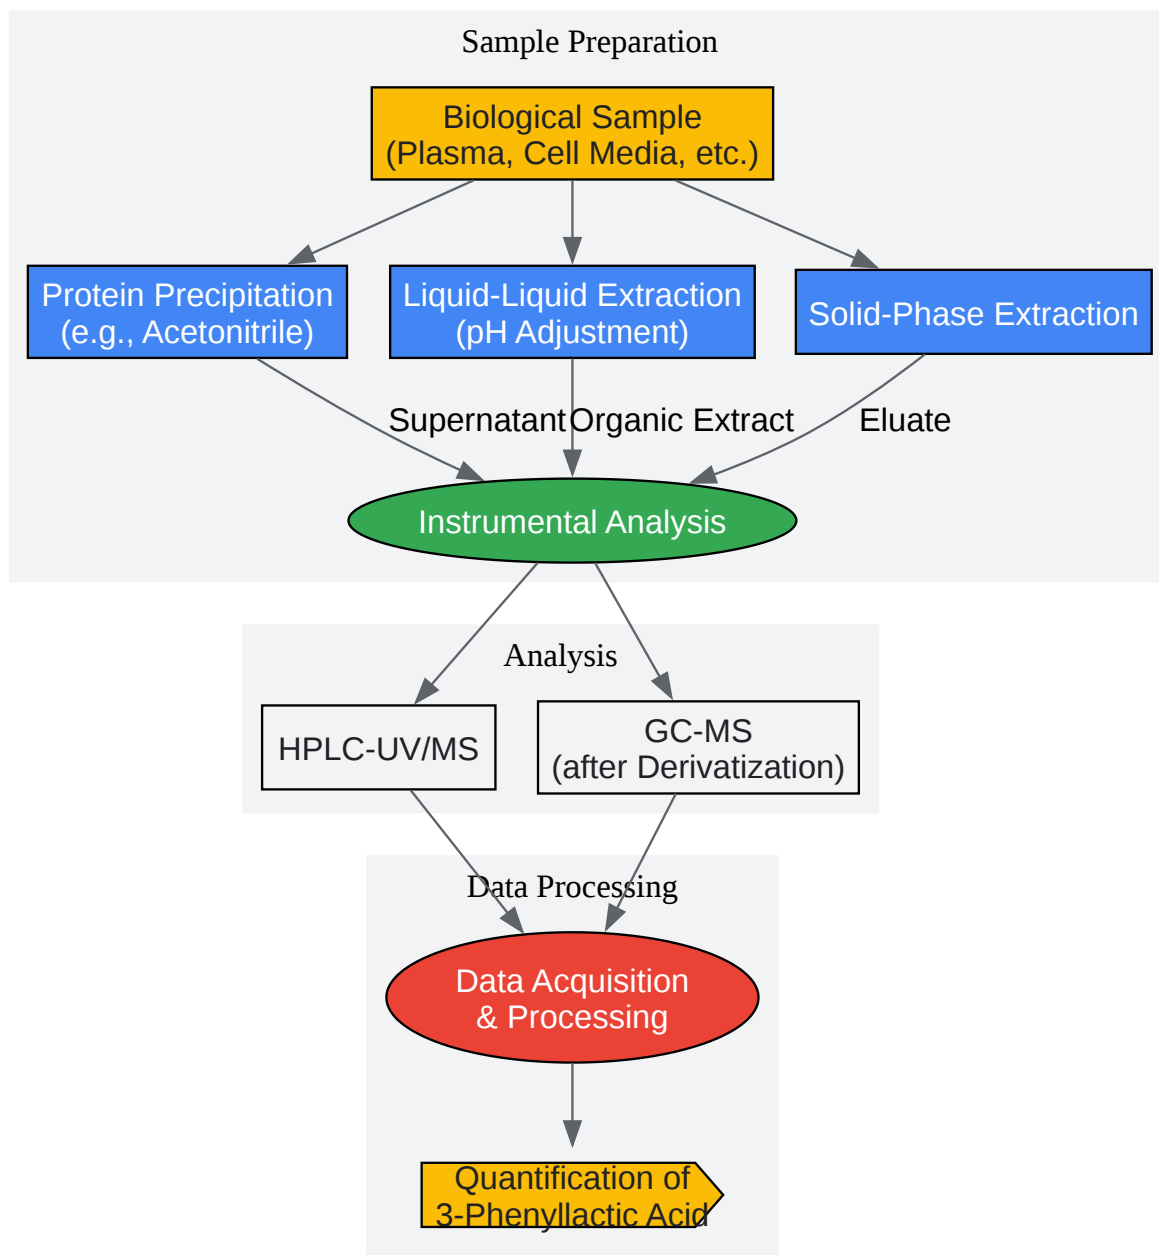 Sample Preparation
Biological Sample
(Plasma, Cell Media, etc.)
Protein Precipitation
(e.g., Acetonitrile)
Liquid-Liquid Extraction
(pH Adjustment)
Solid-Phase Extraction
Supernatant
Organic Extract
Eluate
Instrumental Analysis
Analysis
HPLC-UV/MS
GC-MS
(after Derivatization)
Data Processing
Data Acquisition
& Processing
Quantification of
3-Phenyllactic Acid